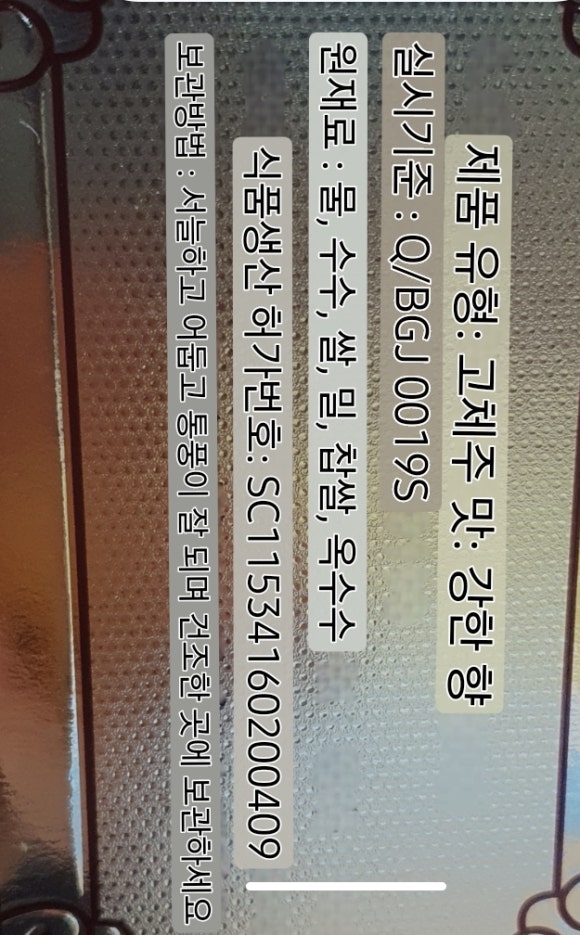 제품 유형: 고체주 맛: 강한 향
실시기준 : Q/BGJ 0019S
원재료 : 물, 수수, 쌀, 밀, 찹쌀, 옥수수
식품생산 허가번호: SC11534160200409
보관방법 : 서늘하고 어둡고 통풍이 잘 되며 건조한 곳에 보관하세요